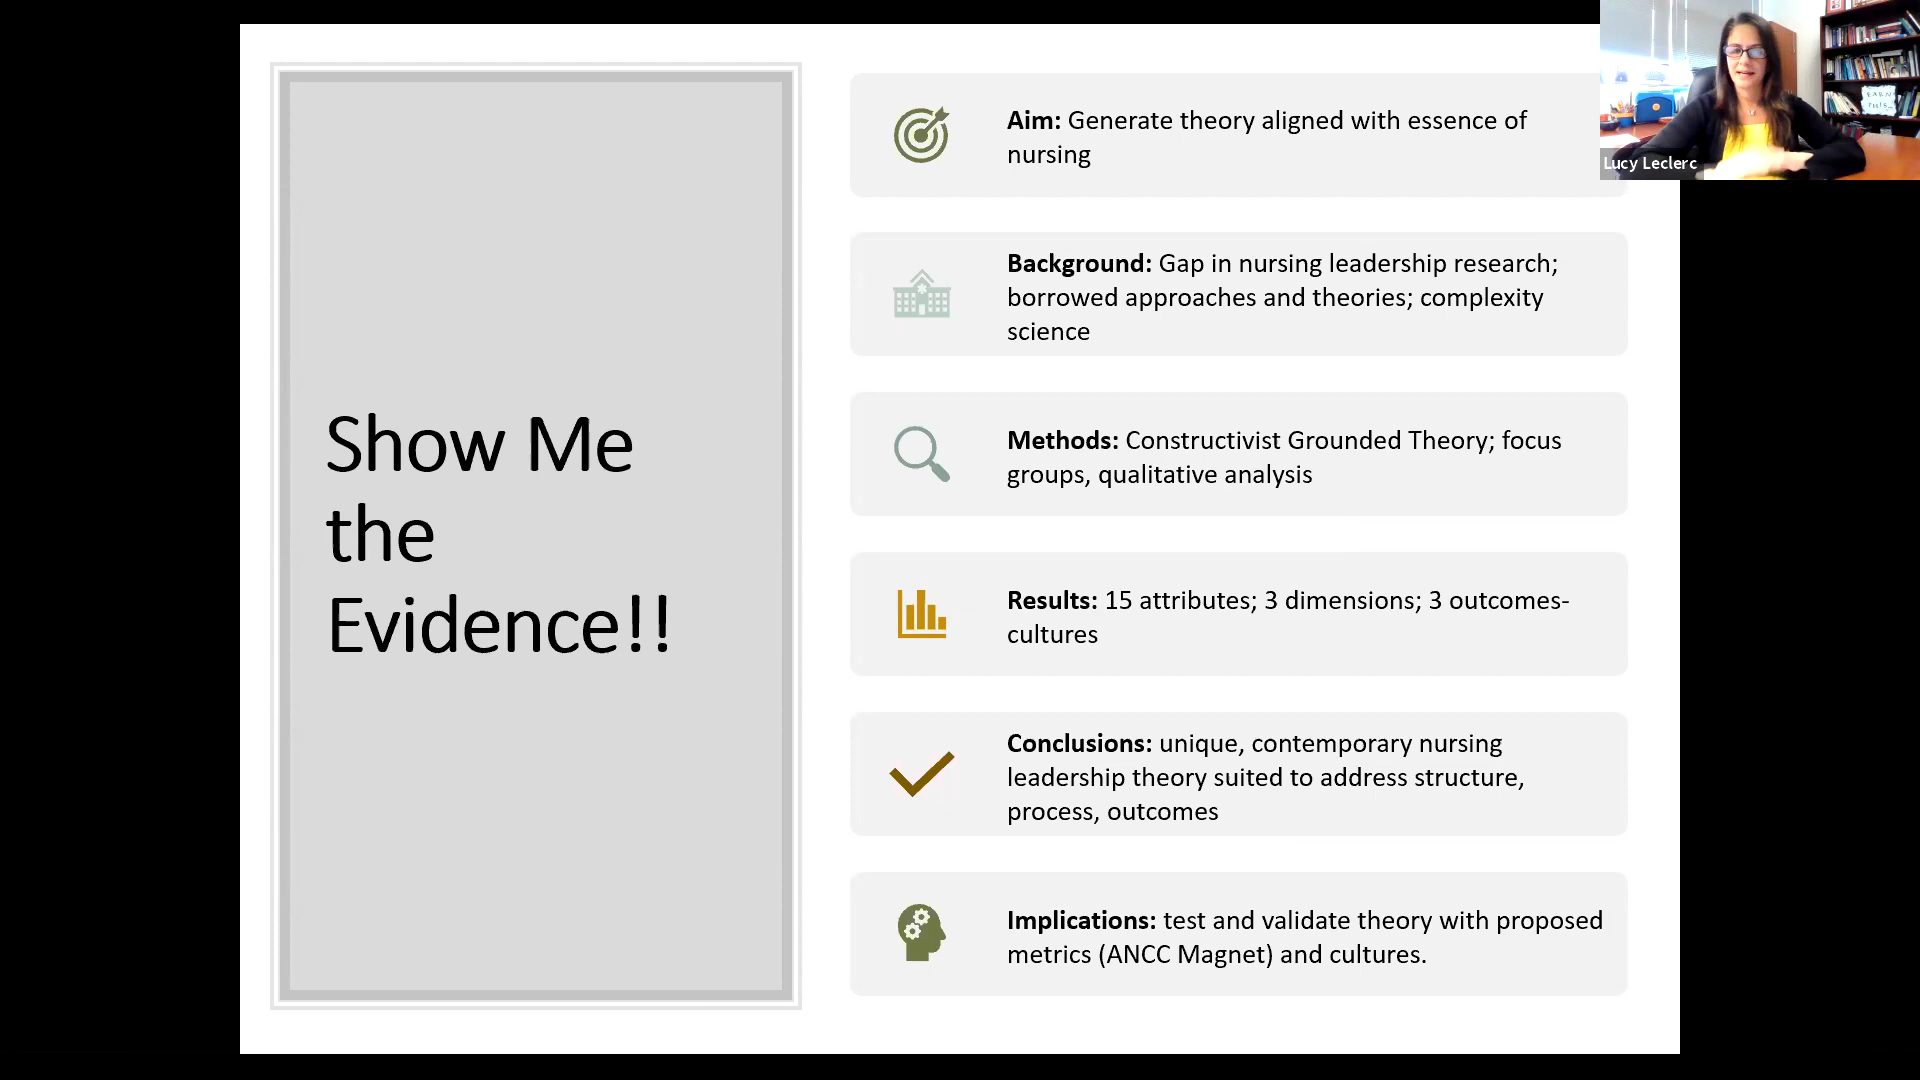 Show Me
the
Evidence!!
Aim: Generate theory aligned with essence of
nursing
Background: Gap in nursing leadership research;
borrowed approaches and theories; complexity
science
Methods: Constructivist Grounded Theory; focus
groups, qualitative analysis
Results: 15 attributes; 3 dimensions; 3 outcomes-
cultures
Conclusions: unique, contemporary nursing
leadership theory suited to address structure,
process, outcomes
Implications: test and validate theory with proposed
metrics (ANCC Magnet) and cultures.
Lucy Leclerc